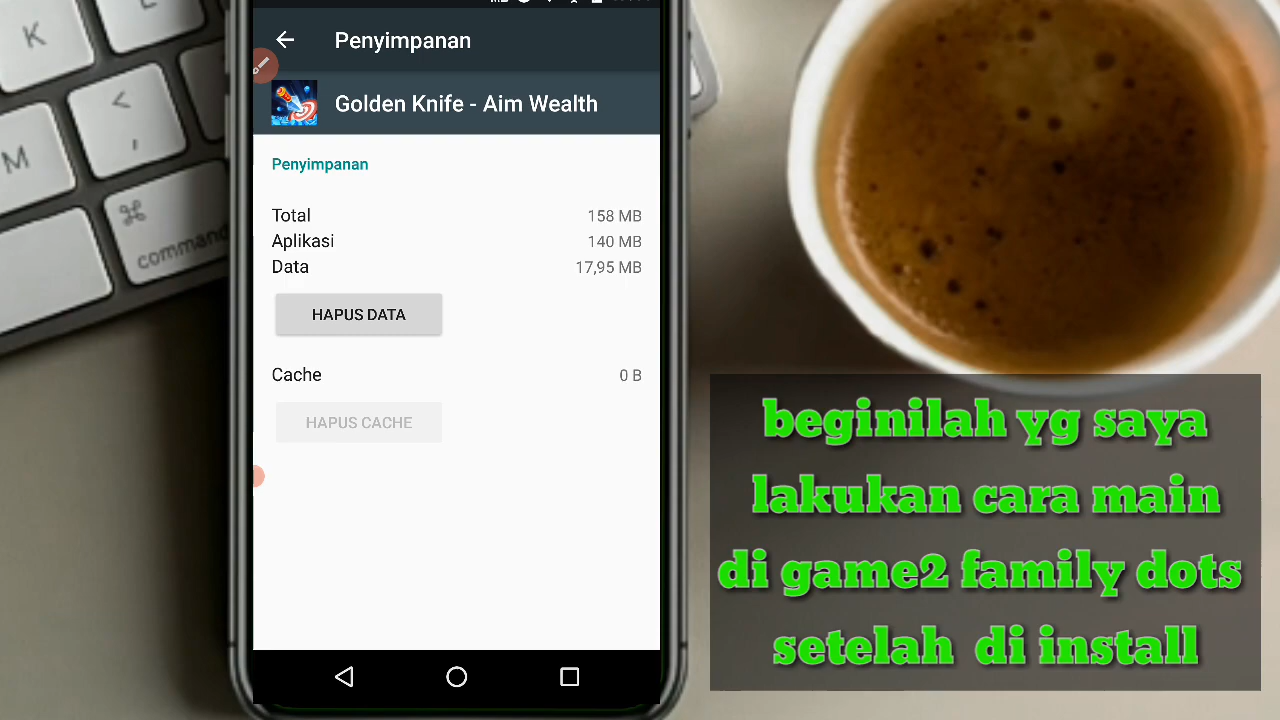 K
L
M
<
,
⌘
command
Penyimpanan
Golden Knife - Aim Wealth
Penyimpanan
Total 158 MB
Aplikasi 140 MB
Data 17,95 MB
HAPUS DATA
Cache 0 B
HAPUS CACHE
beginilah yg saya
lakukan cara main
di game2 family dots
setelah di install